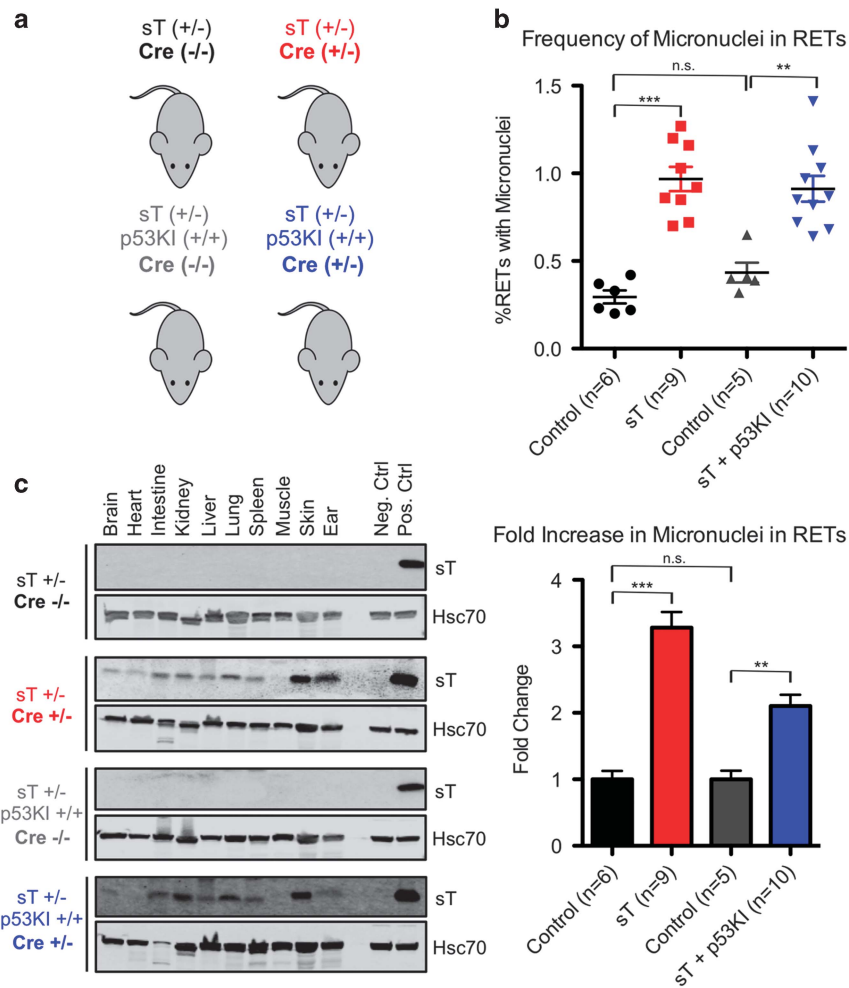 a
sT (+/-)
Cre (-/-)
sT (+/-)
Cre (+/-)
sT (+/-)
p53KI (+/+)
Cre (-/-)
sT (+/-)
p53KI (+/+)
Cre (+/-)
b
Frequency of Micronuclei in RETs
n.s.
**
***
%RETs with Micronuclei
1.5
1.0
0.5
0.0
Control (n=6)
sT (n=9)
Control (n=5)
sT + p53KI (n=10)
c
Brain
Heart
Intestine
Kidney
Liver
Lung
Spleen
Muscle
Skin
Ear
Neg. Ctrl
Pos. Ctrl
sT +/-
Cre -/-
sT
Hsc70
sT +/-
Cre +/-
sT
Hsc70
sT +/-
p53KI +/+
Cre -/-
sT
Hsc70
sT +/-
p53KI +/+
Cre +/-
sT
Hsc70
Fold Increase in Micronuclei in RETs
n.s.
***
**
Fold Change
4
3
2
1
0
Control (n=6)
sT (n=9)
Control (n=5)
sT + p53KI (n=10)